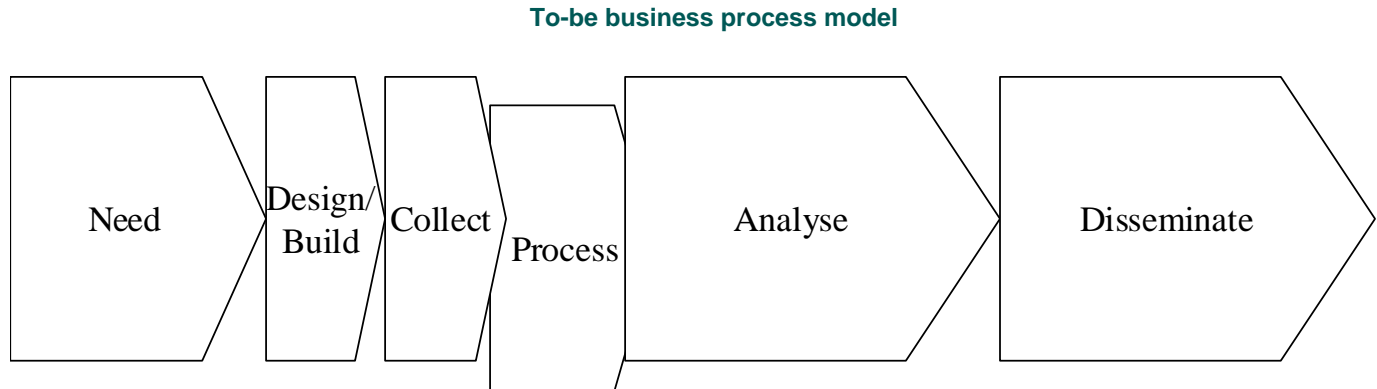 To-be business process model
Need
Design/
Build
Collect
Process
Analyse
Disseminate